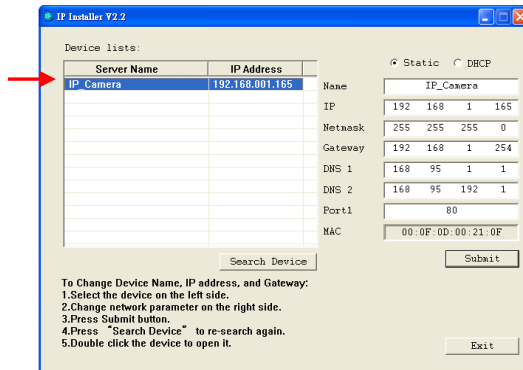 IP Installer V2.2
Device lists:
Server Name IP Address
IP_Camera 192.168.001.165
Static DHCP
Name IP_Camera
IP 192 168 1 165
Netmask 255 255 255 0
Gateway 192 168 1 254
DNS 1 168 95 1 1
DNS 2 168 95 192 1
Port1 80
MAC 00:0F:0D:00:21:0F
Search Device Submit
To Change Device Name, IP address, and Gateway:
1.Select the device on the left side.
2.Change network parameter on the right side.
3.Press Submit button.
4.Press “Search Device” to re-search again.
5.Double click the device to open it.
Exit